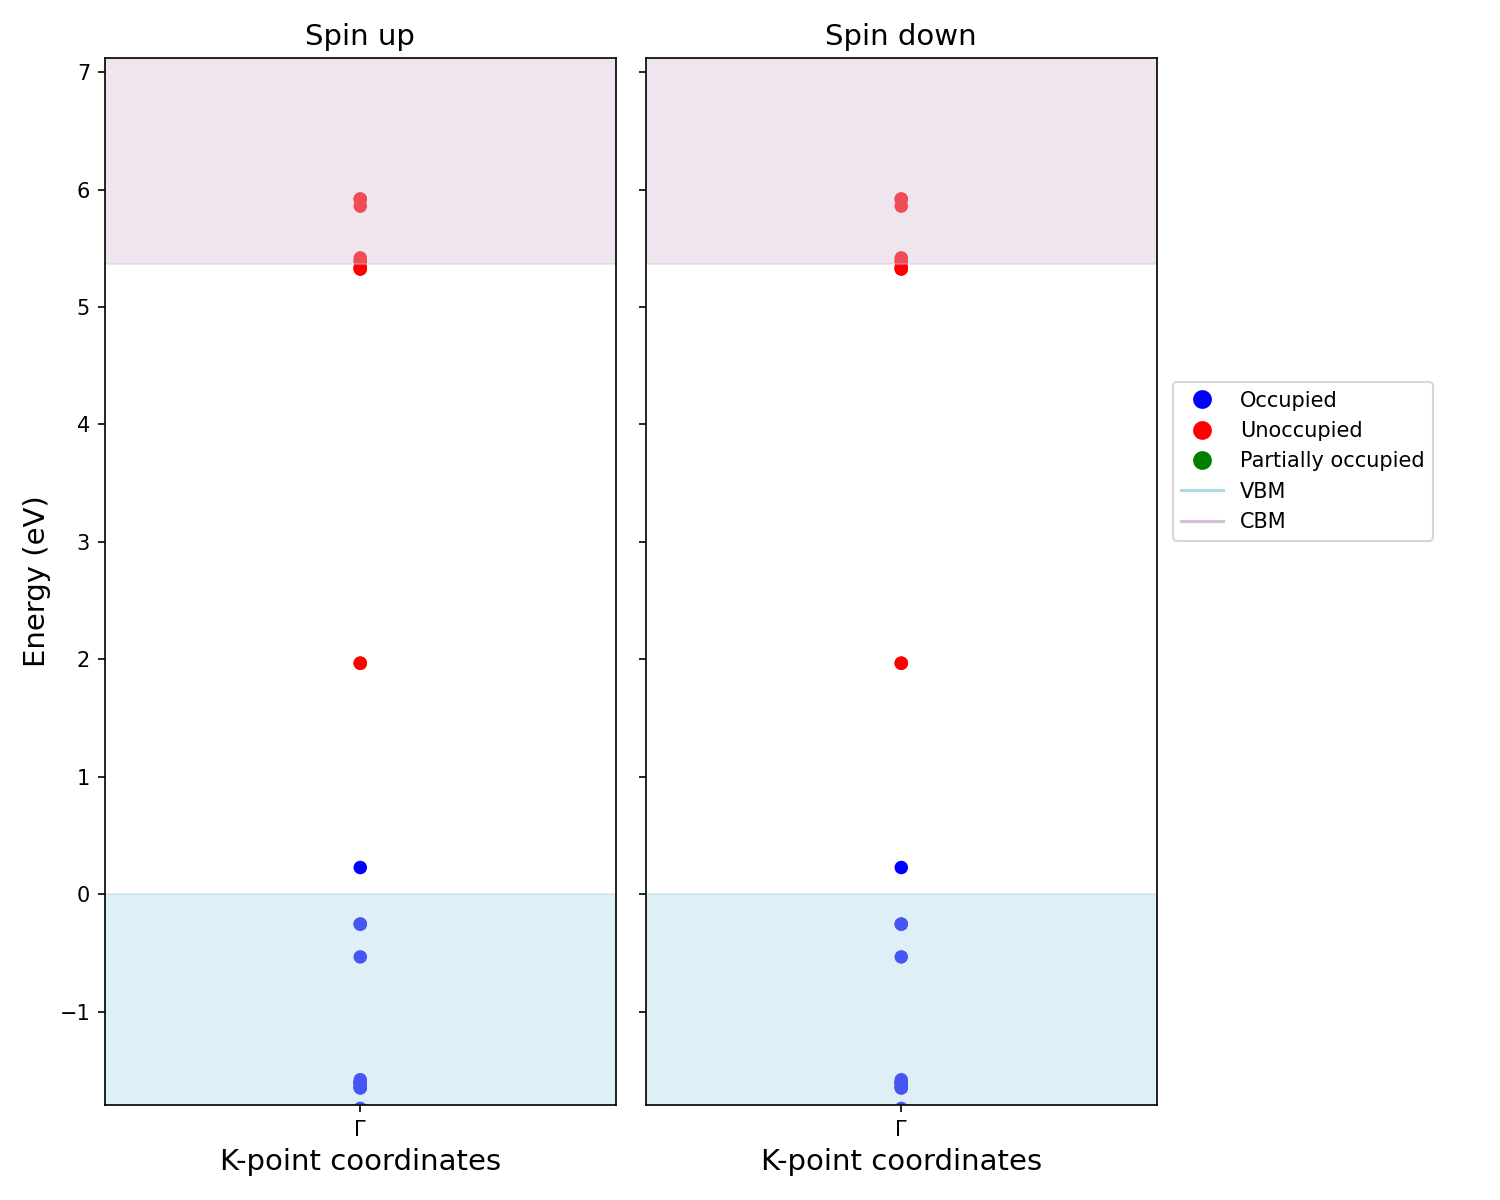 Spin up
Spin down
7
6
5
4
3
2
1
0
−1
Energy (eV)
Γ
Γ
K-point coordinates
K-point coordinates
Occupied
Unoccupied
Partially occupied
VBM
CBM